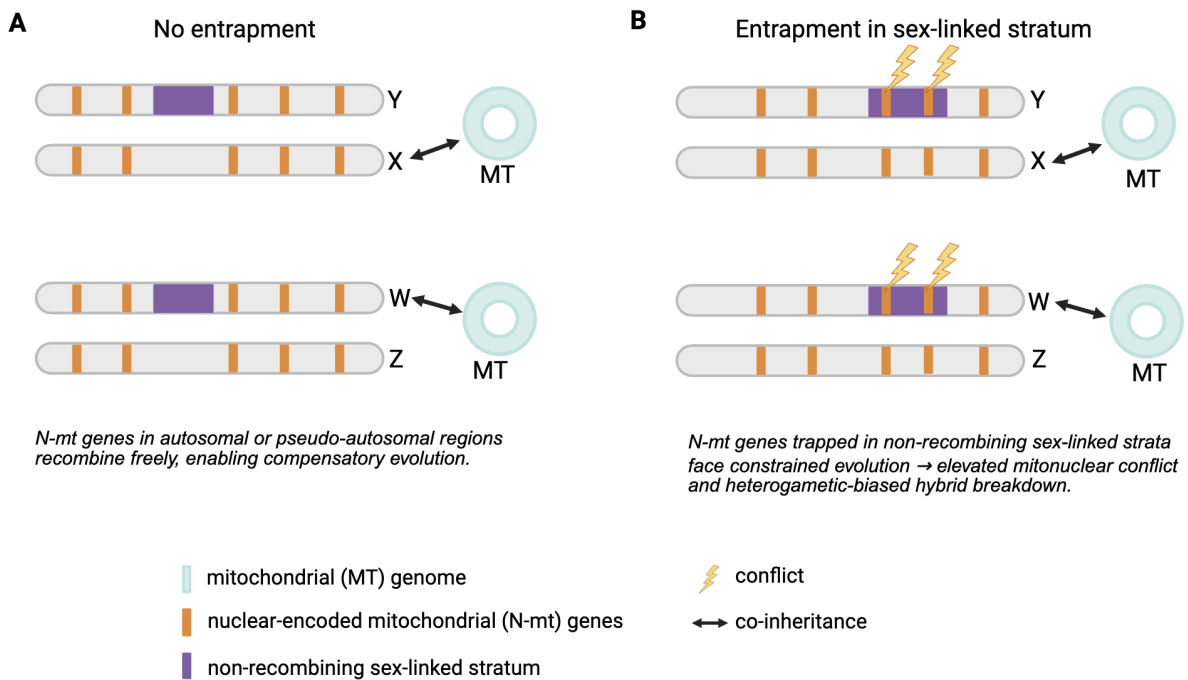 A
No entrapment
Y
X
MT
W
Z
MT
N-mt genes in autosomal or pseudo-autosomal regions
recombine freely, enabling compensatory evolution.
B
Entrapment in sex-linked stratum
Y
X
MT
W
Z
MT
N-mt genes trapped in non-recombining sex-linked strata
face constrained evolution → elevated mitonuclear conflict
and heterogametic-biased hybrid breakdown.
mitochondrial (MT) genome
nuclear-encoded mitochondrial (N-mt) genes
non-recombining sex-linked stratum
conflict
co-inheritance